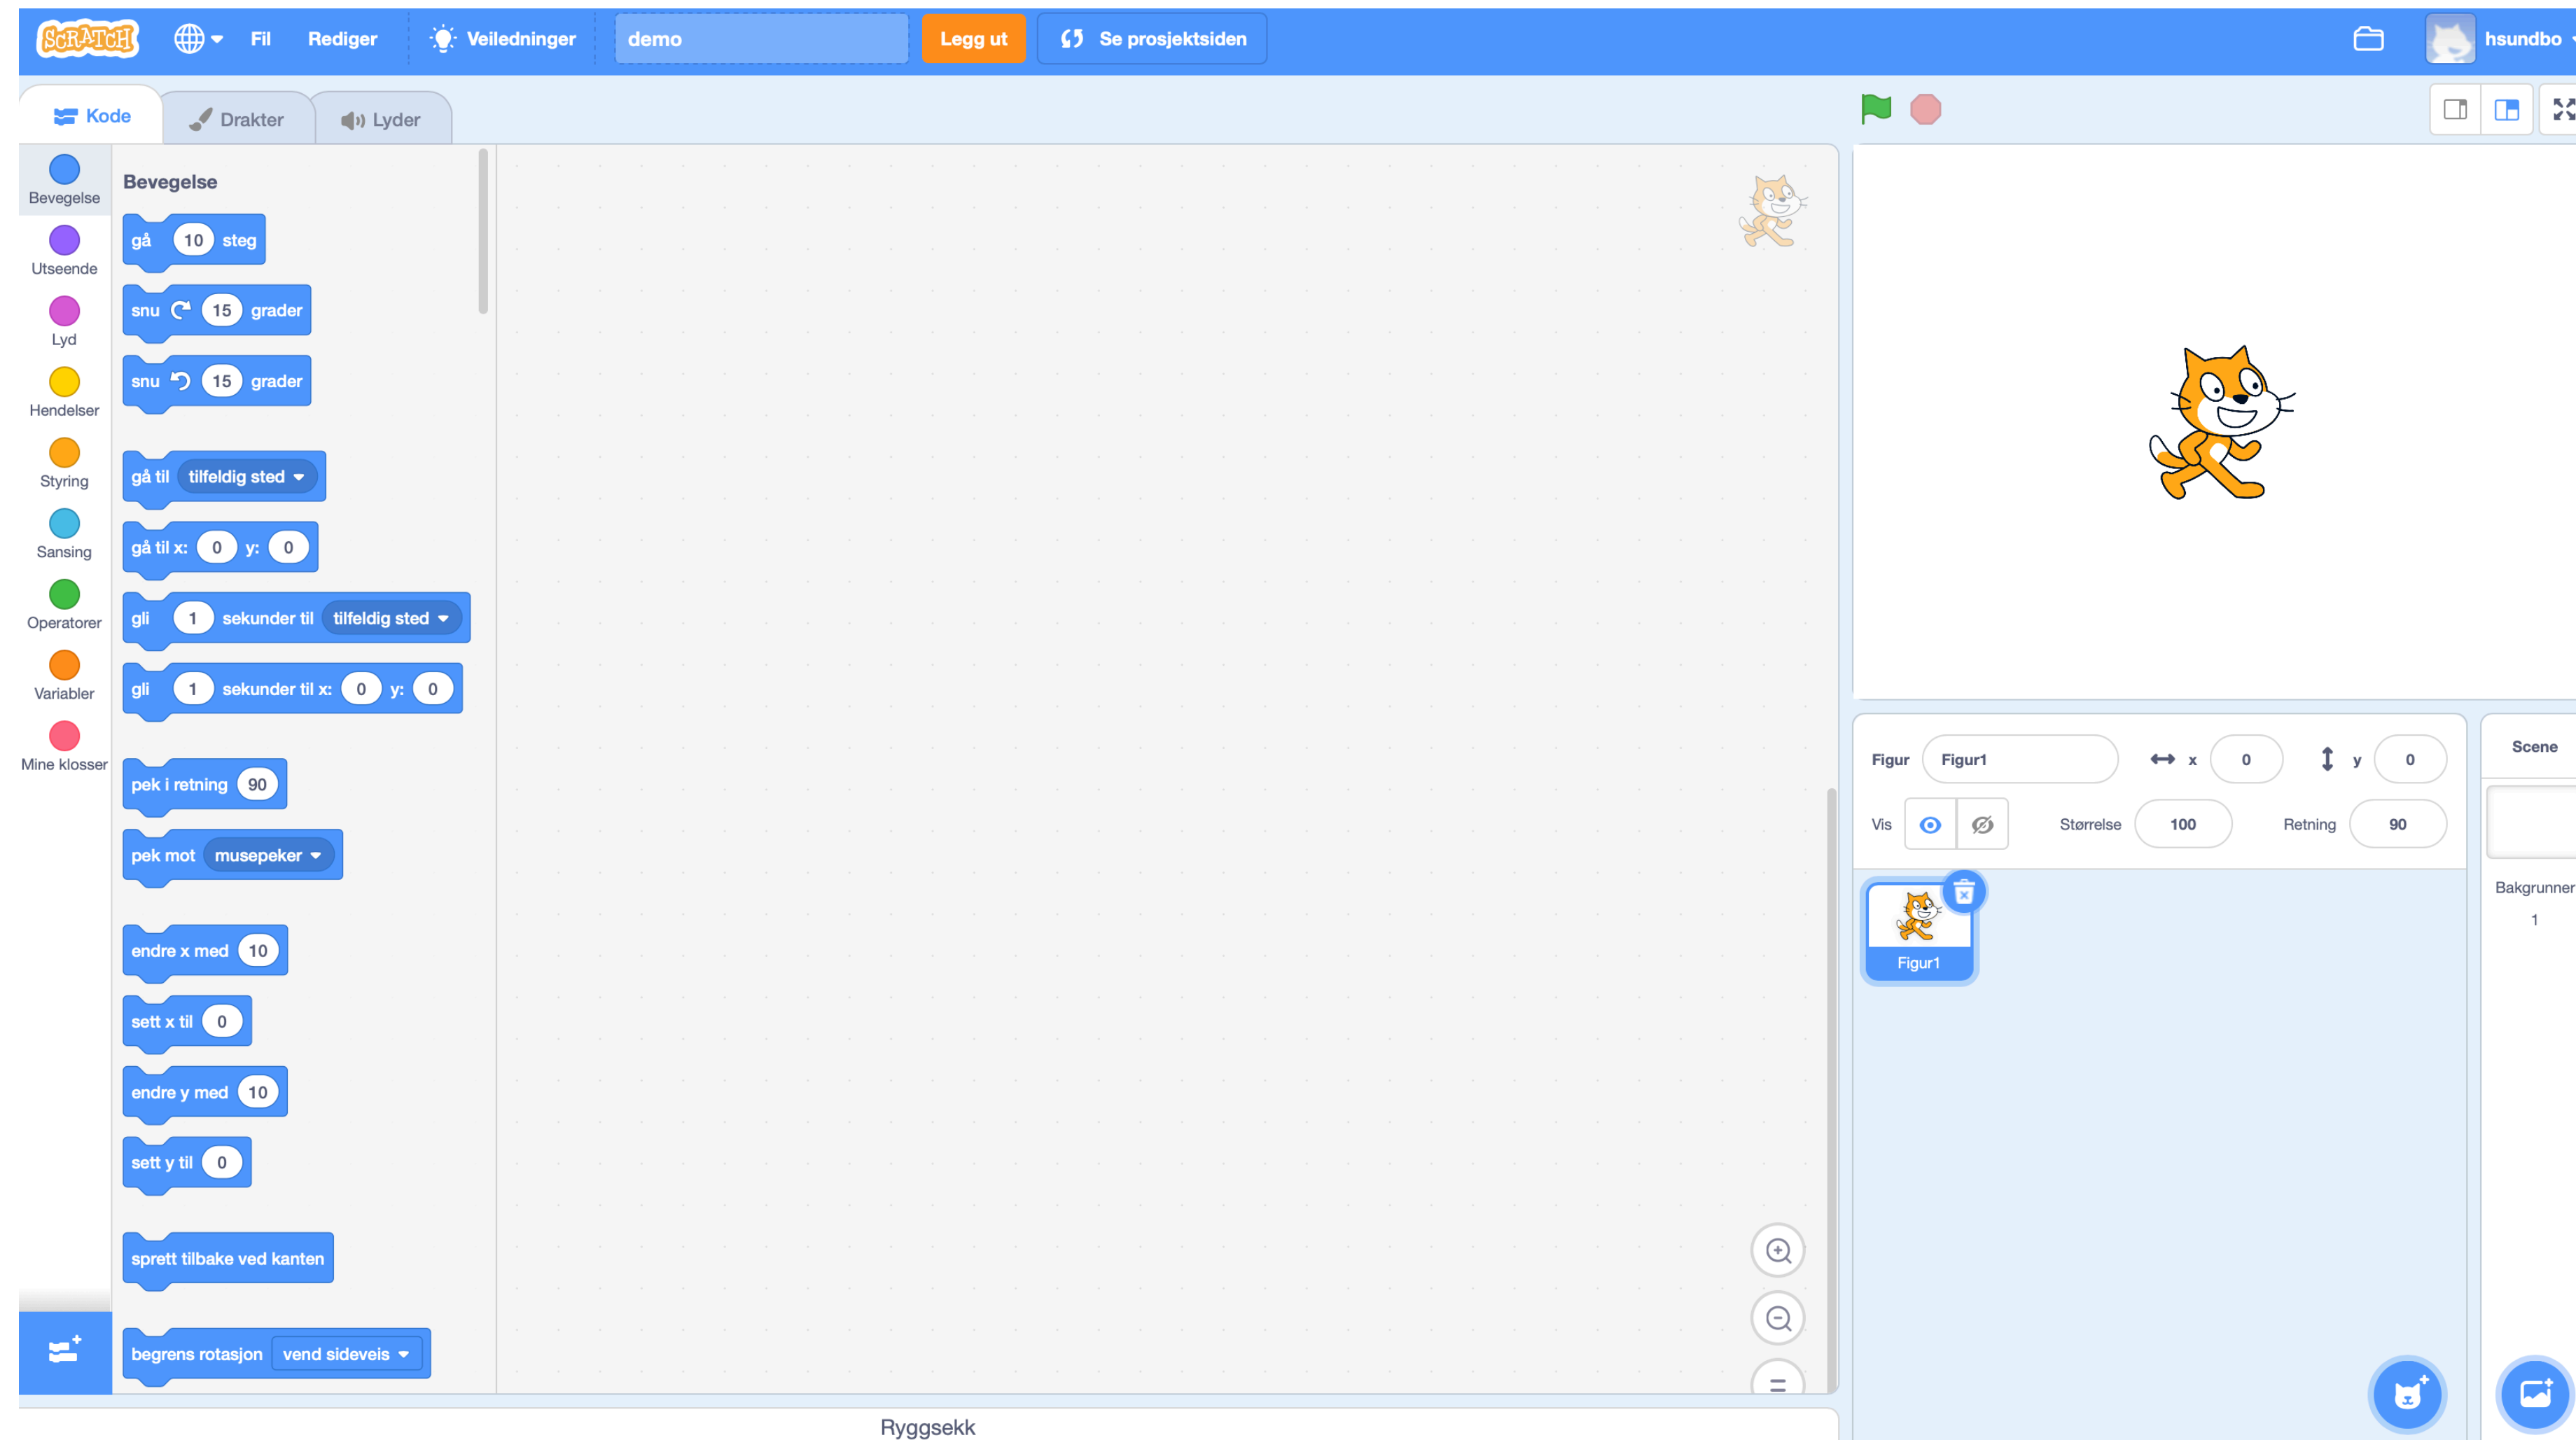 SCRATCH Fil Rediger Veiledninger demo Legg ut Se prosjektsiden hsundbo
Kode Drakter Lyder
Bevegelse
Utseende
Lyd
Hendelser
Styring
Sansing
Operatorer
Variabler
Mine klosser
Bevegelse
gå 10 steg
snu 15 grader
snu 15 grader
gå til tilfeldig sted
gå til x: 0 y: 0
gli 1 sekunder til tilfeldig sted
gli 1 sekunder til x: 0 y: 0
pek i retning 90
pek mot musepeker
endre x med 10
sett x til 0
endre y med 10
sett y til 0
sprett tilbake ved kanten
begrens rotasjon vend sideveis
Ryggsekk
Figur Figur1 x 0 y 0
Vis Størrelse 100 Retning 90
Figur1
Scene
Bakgrunner
1